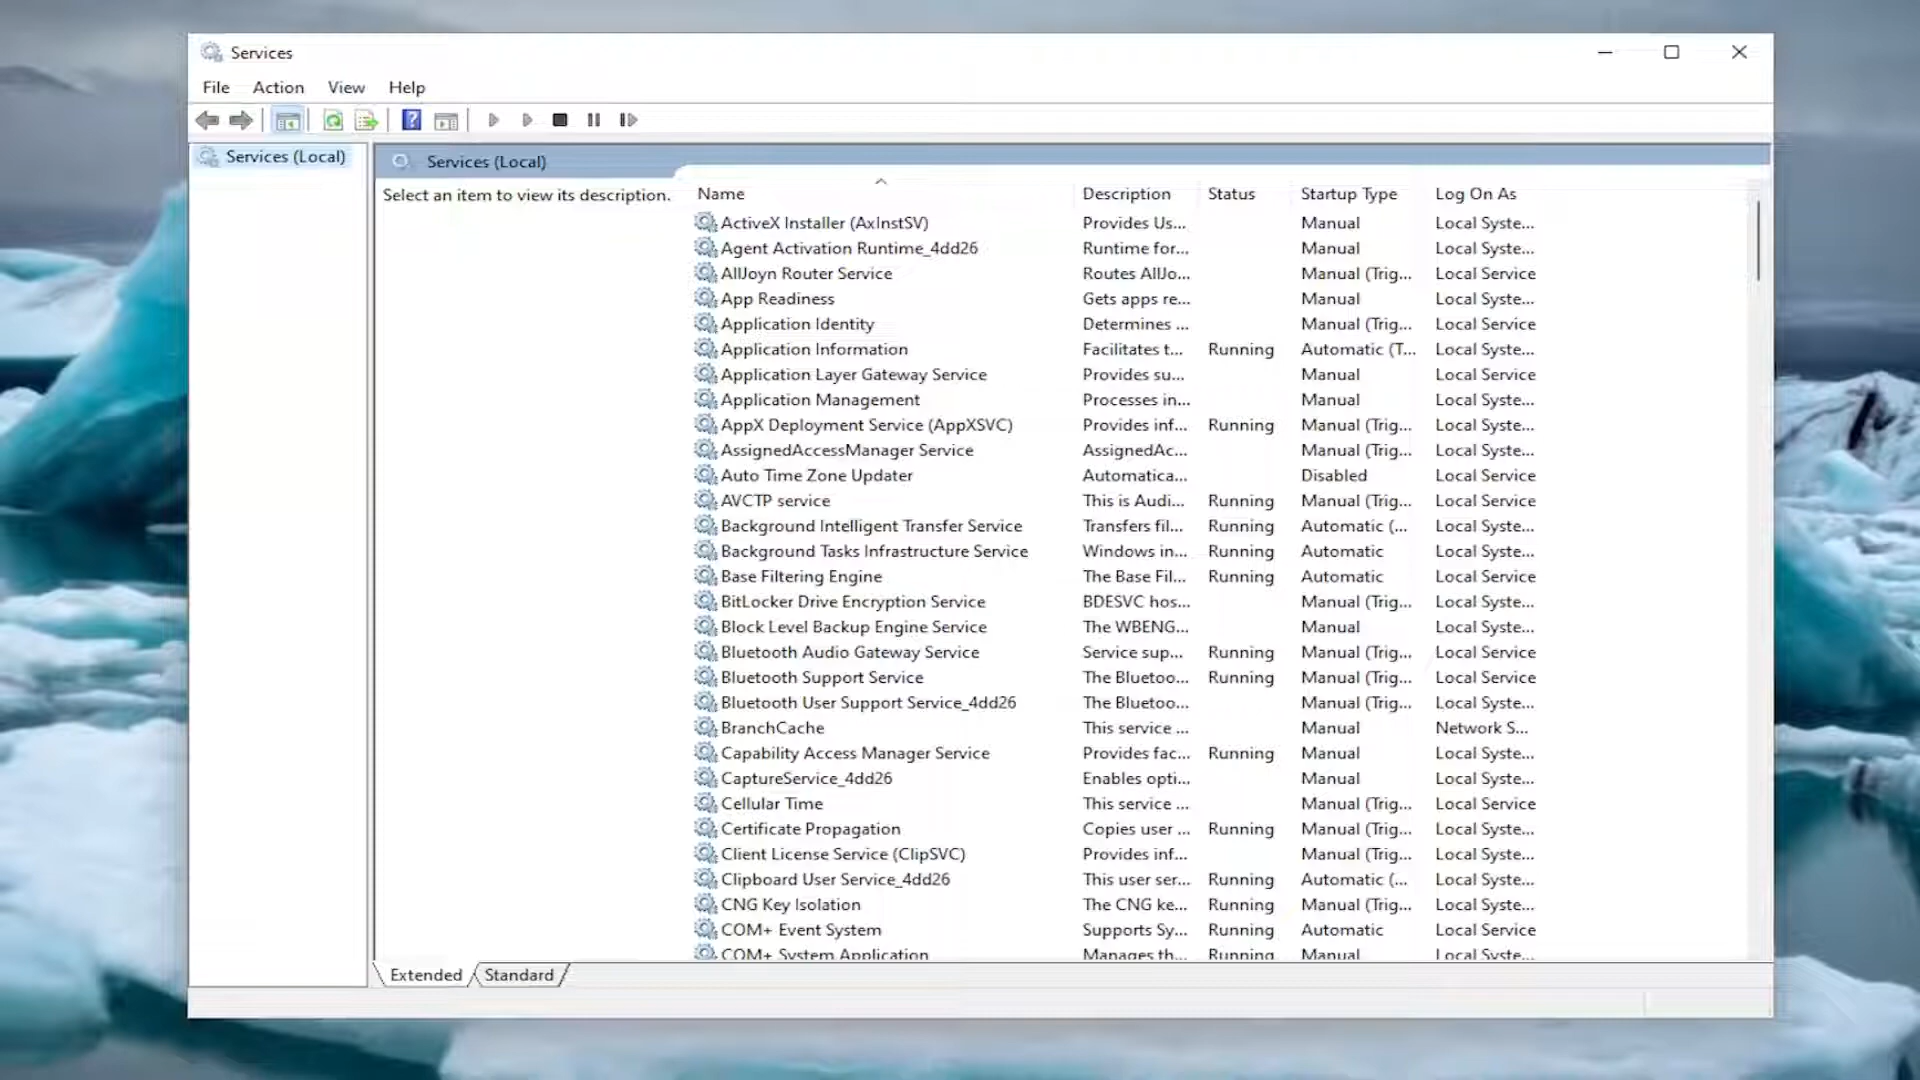 Services
File Action View Help
Services (Local)
Services (Local)
Select an item to view its description.
Name Description Status Startup Type Log On As
ActiveX Installer (AxInstSV) Provides Us... Manual Local Syste...
Agent Activation Runtime_4dd26 Runtime for... Manual Local Syste...
AllJoyn Router Service Routes AllJo... Manual (Trig... Local Service
App Readiness Gets apps re... Manual Local Syste...
Application Identity Determines ... Manual (Trig... Local Service
Application Information Facilitates t... Running Automatic (T... Local Syste...
Application Layer Gateway Service Provides su... Manual Local Service
Application Management Processes in... Manual Local Syste...
AppX Deployment Service (AppXSVC) Provides inf... Running Manual (Trig... Local Syste...
AssignedAccessManager Service AssignedAc... Manual (Trig... Local Syste...
Auto Time Zone Updater Automatica... Disabled Local Service
AVCTP service This is Audi... Running Manual (Trig... Local Service
Background Intelligent Transfer Service Transfers fil... Running Automatic (... Local Syste...
Background Tasks Infrastructure Service Windows in... Running Automatic Local Syste...
Base Filtering Engine The Base Fil... Running Automatic Local Service
BitLocker Drive Encryption Service BDESVC hos... Manual (Trig... Local Syste...
Block Level Backup Engine Service The WBENG... Manual Local Syste...
Bluetooth Audio Gateway Service Service sup... Running Manual (Trig... Local Service
Bluetooth Support Service The Bluetoo... Running Manual (Trig... Local Service
Bluetooth User Support Service_4dd26 The Bluetoo... Manual (Trig... Local Syste...
BranchCache This service ... Manual Network S...
Capability Access Manager Service Provides fac... Running Manual Local Syste...
CaptureService_4dd26 Enables opti... Manual Local Syste...
Cellular Time This service ... Manual (Trig... Local Service
Certificate Propagation Copies user ... Running Manual (Trig... Local Syste...
Client License Service (ClipSVC) Provides inf... Manual (Trig... Local Syste...
Clipboard User Service_4dd26 This user ser... Running Automatic (... Local Syste...
CNG Key Isolation The CNG ke... Running Manual (Trig... Local Syste...
COM+ Event System Supports Sy... Running Automatic Local Service
COM+ System Application Manages th... Running Manual Local Syste...
Extended Standard